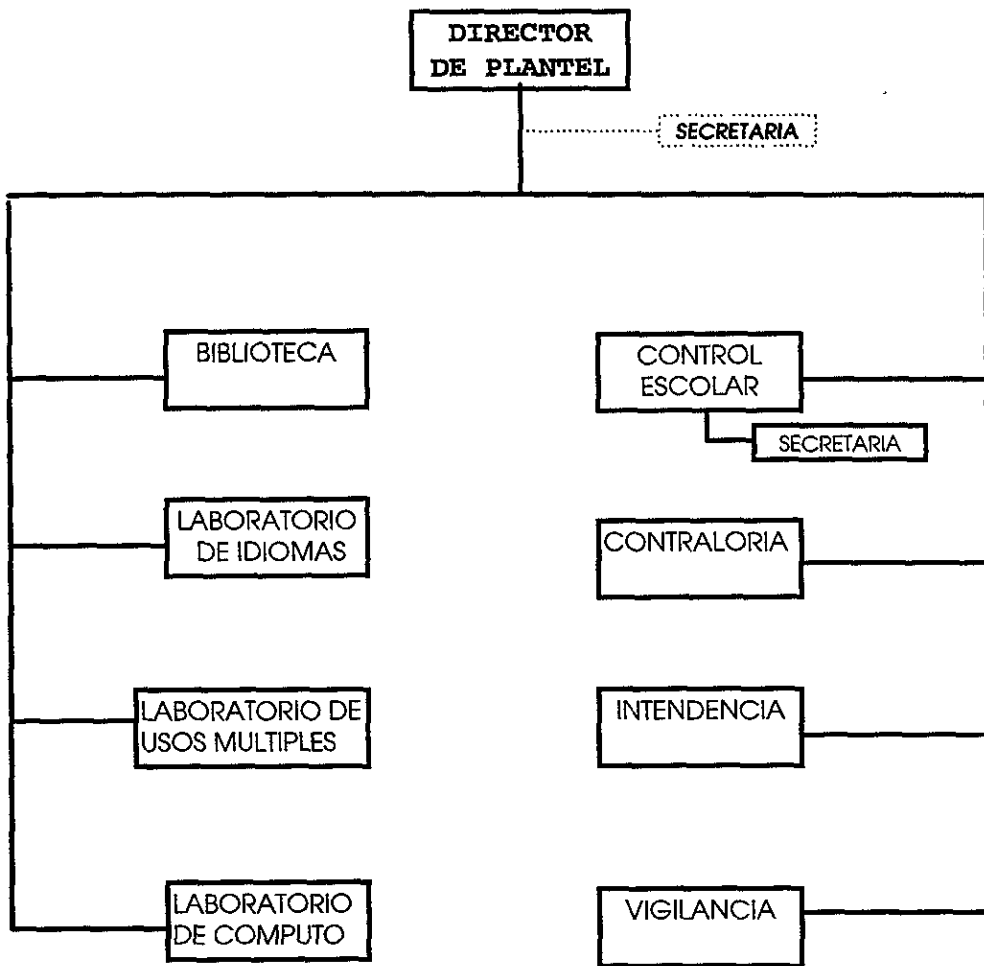 DIRECTOR
DE PLANTEL
SECRETARIA
BIBLIOTECA
CONTROL
ESCOLAR
SECRETARIA
LABORATORIO
DE IDIOMAS
CONTRALORIA
LABORATORIO DE
USOS MULTIPLES
INTENDENCIA
LABORATORIO
DE COMPUTO
VIGILANCIA